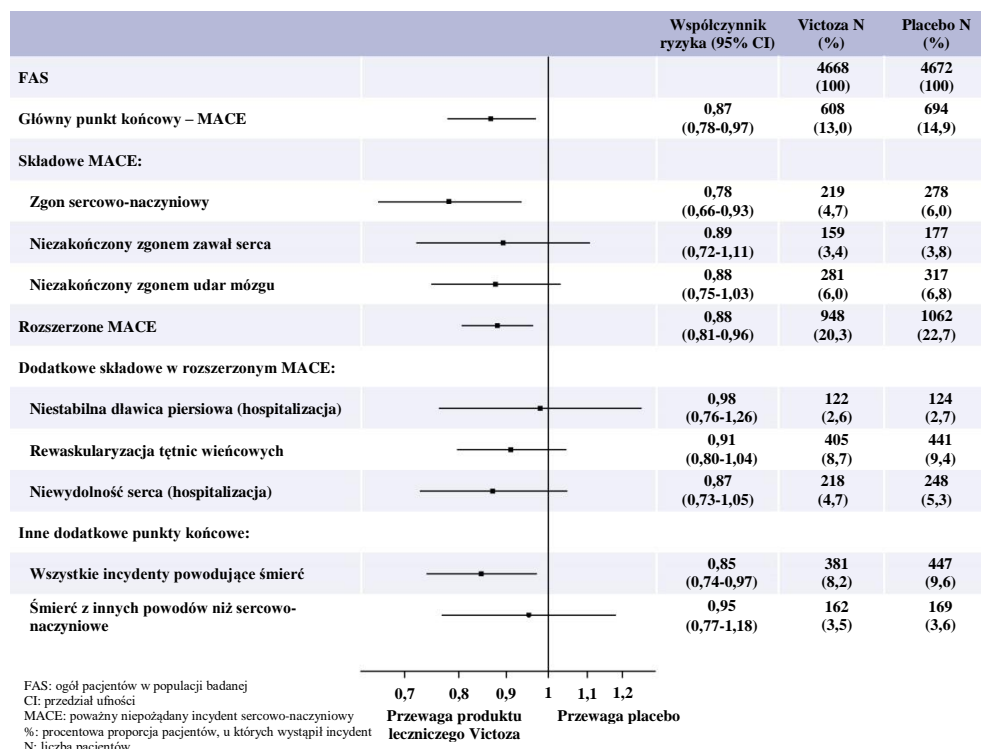 Współczynnik ryzyka (95% CI) Victoza N (%) Placebo N (%)
FAS 4668 (100) 4672 (100)
Główny punkt końcowy – MACE 0,87 (0,78-0,97) 608 (13,0) 694 (14,9)
Składowe MACE:
Zgon sercowo-naczyniowy 0,78 (0,66-0,93) 219 (4,7) 278 (6,0)
Niezakończony zgonem zawał serca 0.89 (0,72-1,11) 159 (3,4) 177 (3,8)
Niezakończony zgonem udar mózgu 0,88 (0,75-1,03) 281 (6,0) 317 (6,8)
Rozszerzone MACE 0,88 (0,81-0,96) 948 (20,3) 1062 (22,7)
Dodatkowe składowe w rozszerzonym MACE:
Niestabilna dławica piersiowa (hospitalizacja) 0,98 (0,76-1,26) 122 (2,6) 124 (2,7)
Rewaskularyzacja tętnic wieńcowych 0,91 (0,80-1,04) 405 (8,7) 441 (9,4)
Niewydolność serca (hospitalizacja) 0,87 (0,73-1,05) 218 (4,7) 248 (5,3)
Inne dodatkowe punkty końcowe:
Wszystkie incydenty powodujące śmierć 0,85 (0,74-0,97) 381 (8,2) 447 (9,6)
Śmierć z innych powodów niż sercowo-
naczyniowe 0,95 (0,77-1,18) 162 (3,5) 169 (3,6)
0,7 0,8 0,9 1 1,1 1,2
Przewaga produktu
leczniczego Victoza
Przewaga placebo
FAS: ogół pacjentów w populacji badanej
CI: przedział ufności
MACE: poważny niepożądany incydent sercowo-naczyniowy
%: procentowa proporcja pacjentów, u których wystąpił incydent
N: liczba pacjentów